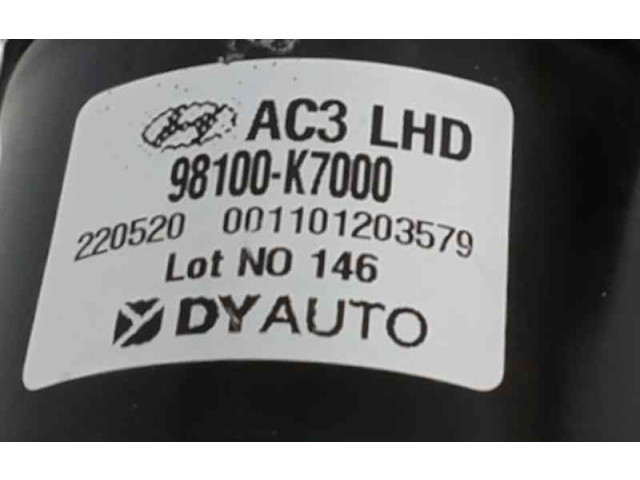 AC3 LHD
98100-K7000
220520 001101203579
Lot NO 146
DYAUTO